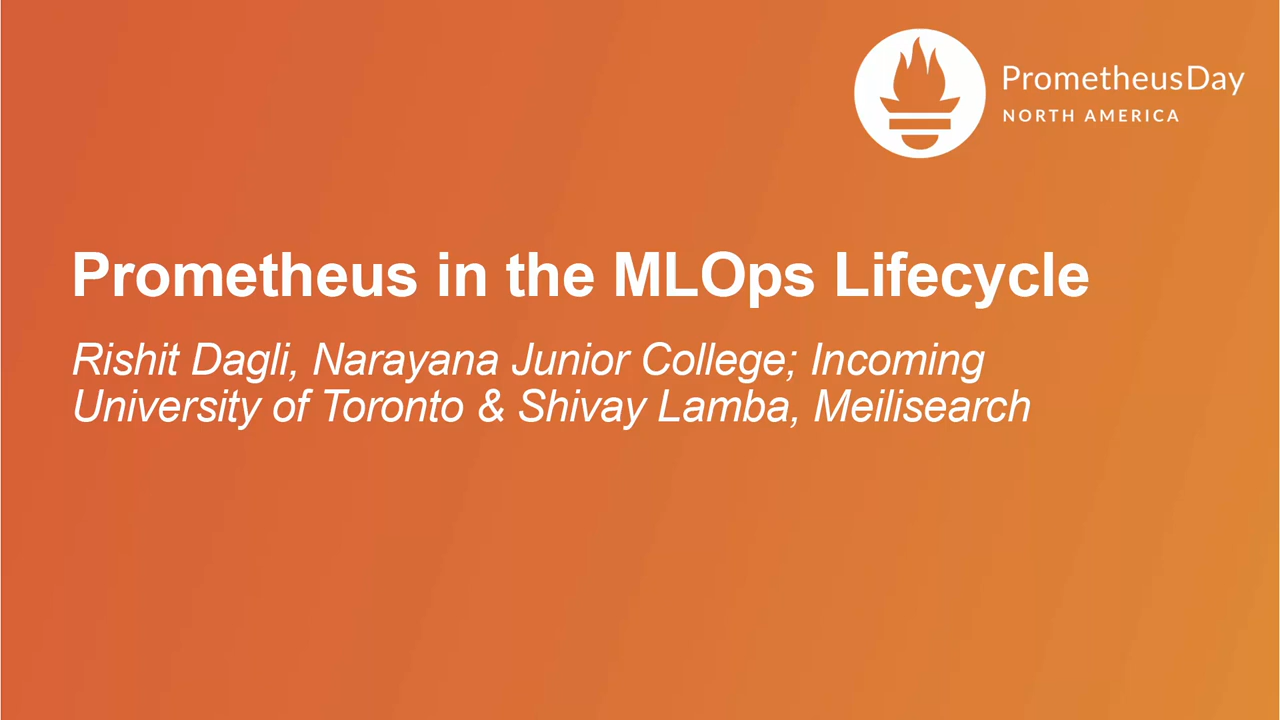 PrometheusDay
NORTH AMERICA
Prometheus in the MLOps Lifecycle
Rishit Dagli, Narayana Junior College; Incoming
University of Toronto & Shivay Lamba, Meilisearch